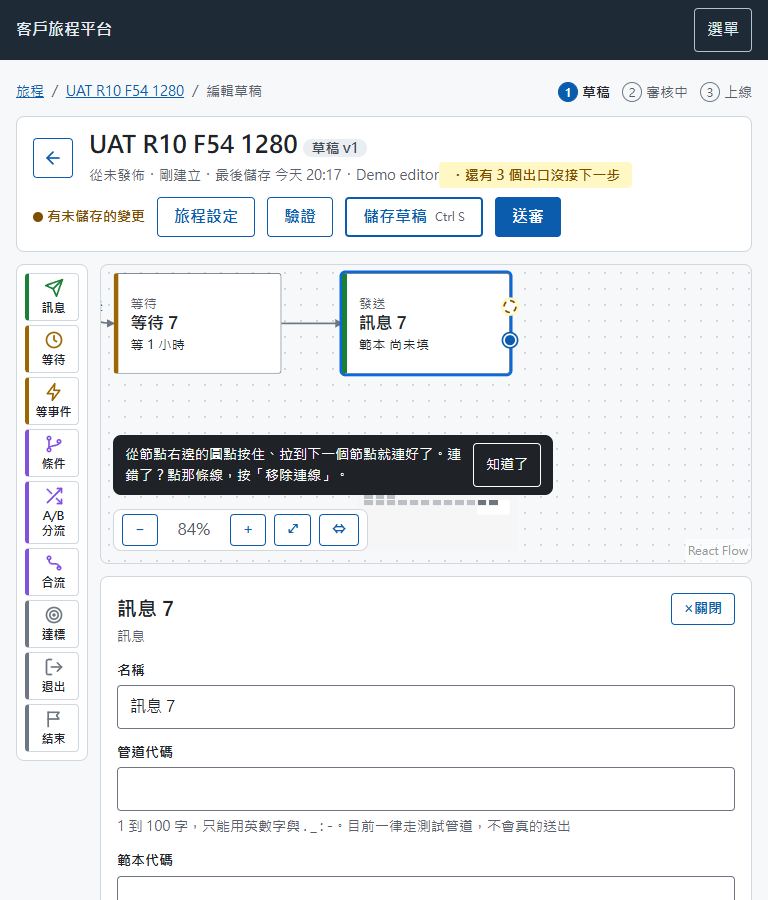 客戶旅程平台
選單
旅程 / UAT R10 F54 1280 / 編輯草稿
1 草稿 2 審核中 3 上線
UAT R10 F54 1280 草稿 v1
從未發佈・剛建立・最後儲存 今天 20:17・Demo editor ・還有 3 個出口沒接下一步
有未儲存的變更
旅程設定
驗證
儲存草稿 Ctrl S
送審
訊息
等待
等事件
條件
A/B
分流
合流
達標
退出
結束
等待
等待 7
等 1 小時
發送
訊息 7
範本 尚未填
從節點右邊的圓點按住、拉到下一個節點就連好了。連
錯了？點那條線，按「移除連線」。
知道了
− 84% +
React Flow
訊息 7
×關閉
訊息
名稱
訊息 7
管道代碼
1 到 100 字，只能用英數字與 . _ : -。目前一律走測試管道，不會真的送出
範本代碼